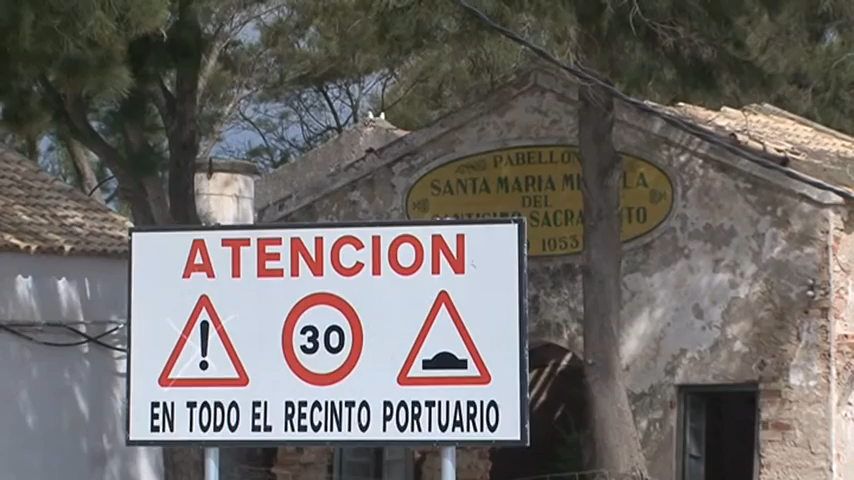 PABELLON
SANTA MARIA
DEL
1953
ATENCION
30
EN TODO EL RECINTO PORTUARIO